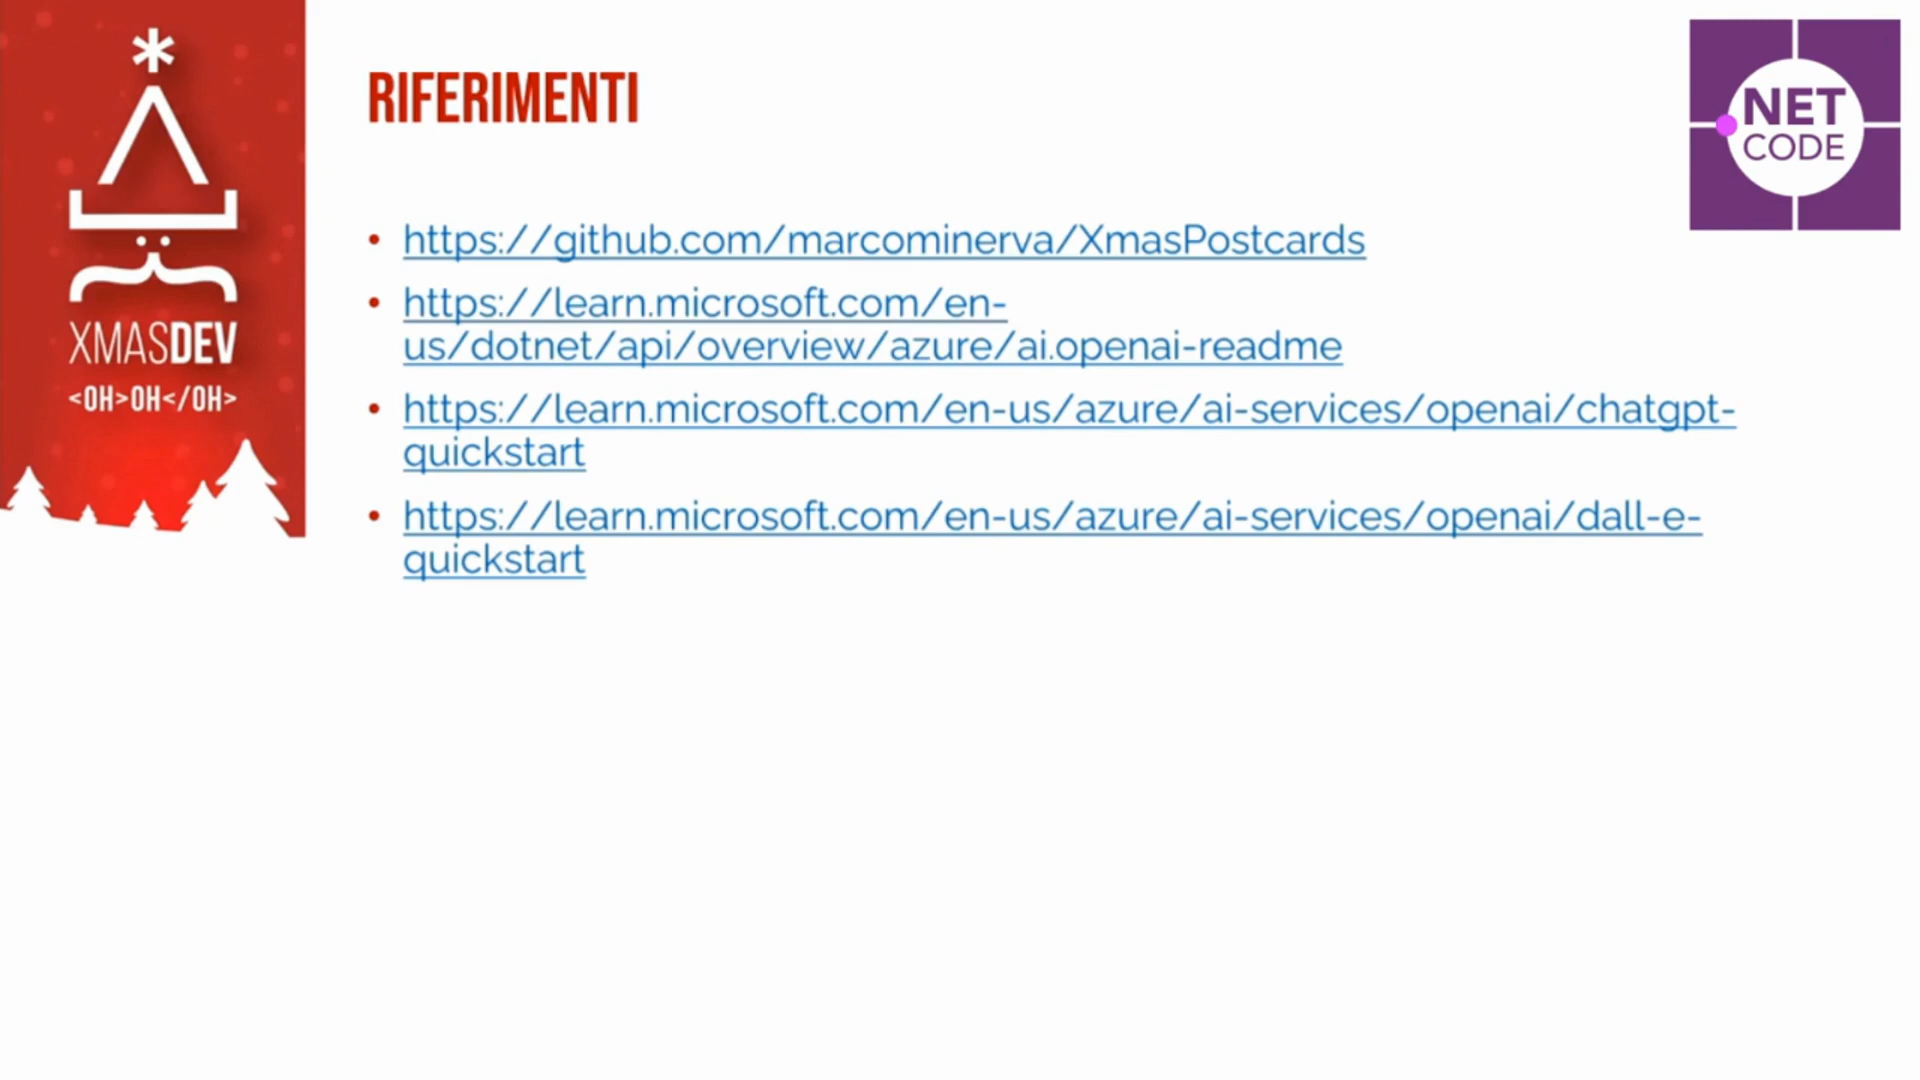 XMASDEV
<OH>OH</OH>
RIFERIMENTI
NET
CODE
• https://github.com/marcominerva/XmasPostcards
• https://learn.microsoft.com/en-
us/dotnet/api/overview/azure/ai.openai-readme
• https://learn.microsoft.com/en-us/azure/ai-services/openai/chatgpt-
quickstart
• https://learn.microsoft.com/en-us/azure/ai-services/openai/dall-e-
quickstart